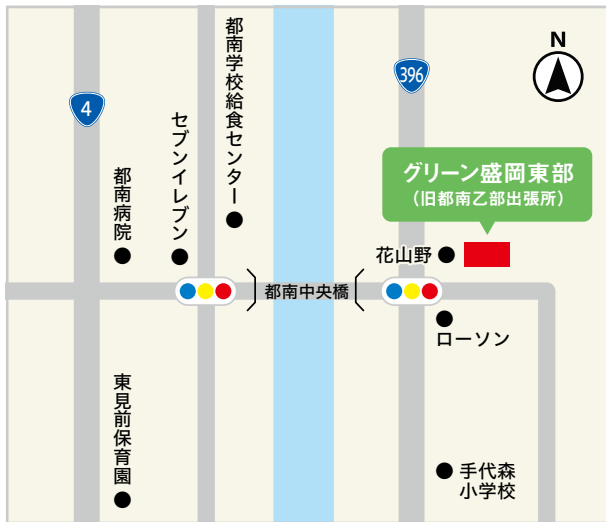 N
4
396
都南学校給食センター
セブンイレブン
都南病院
グリーン盛岡東部
（旧都南乙部出張所）
花山野
都南中央橋
ローソン
東見前保育園
手代森
小学校